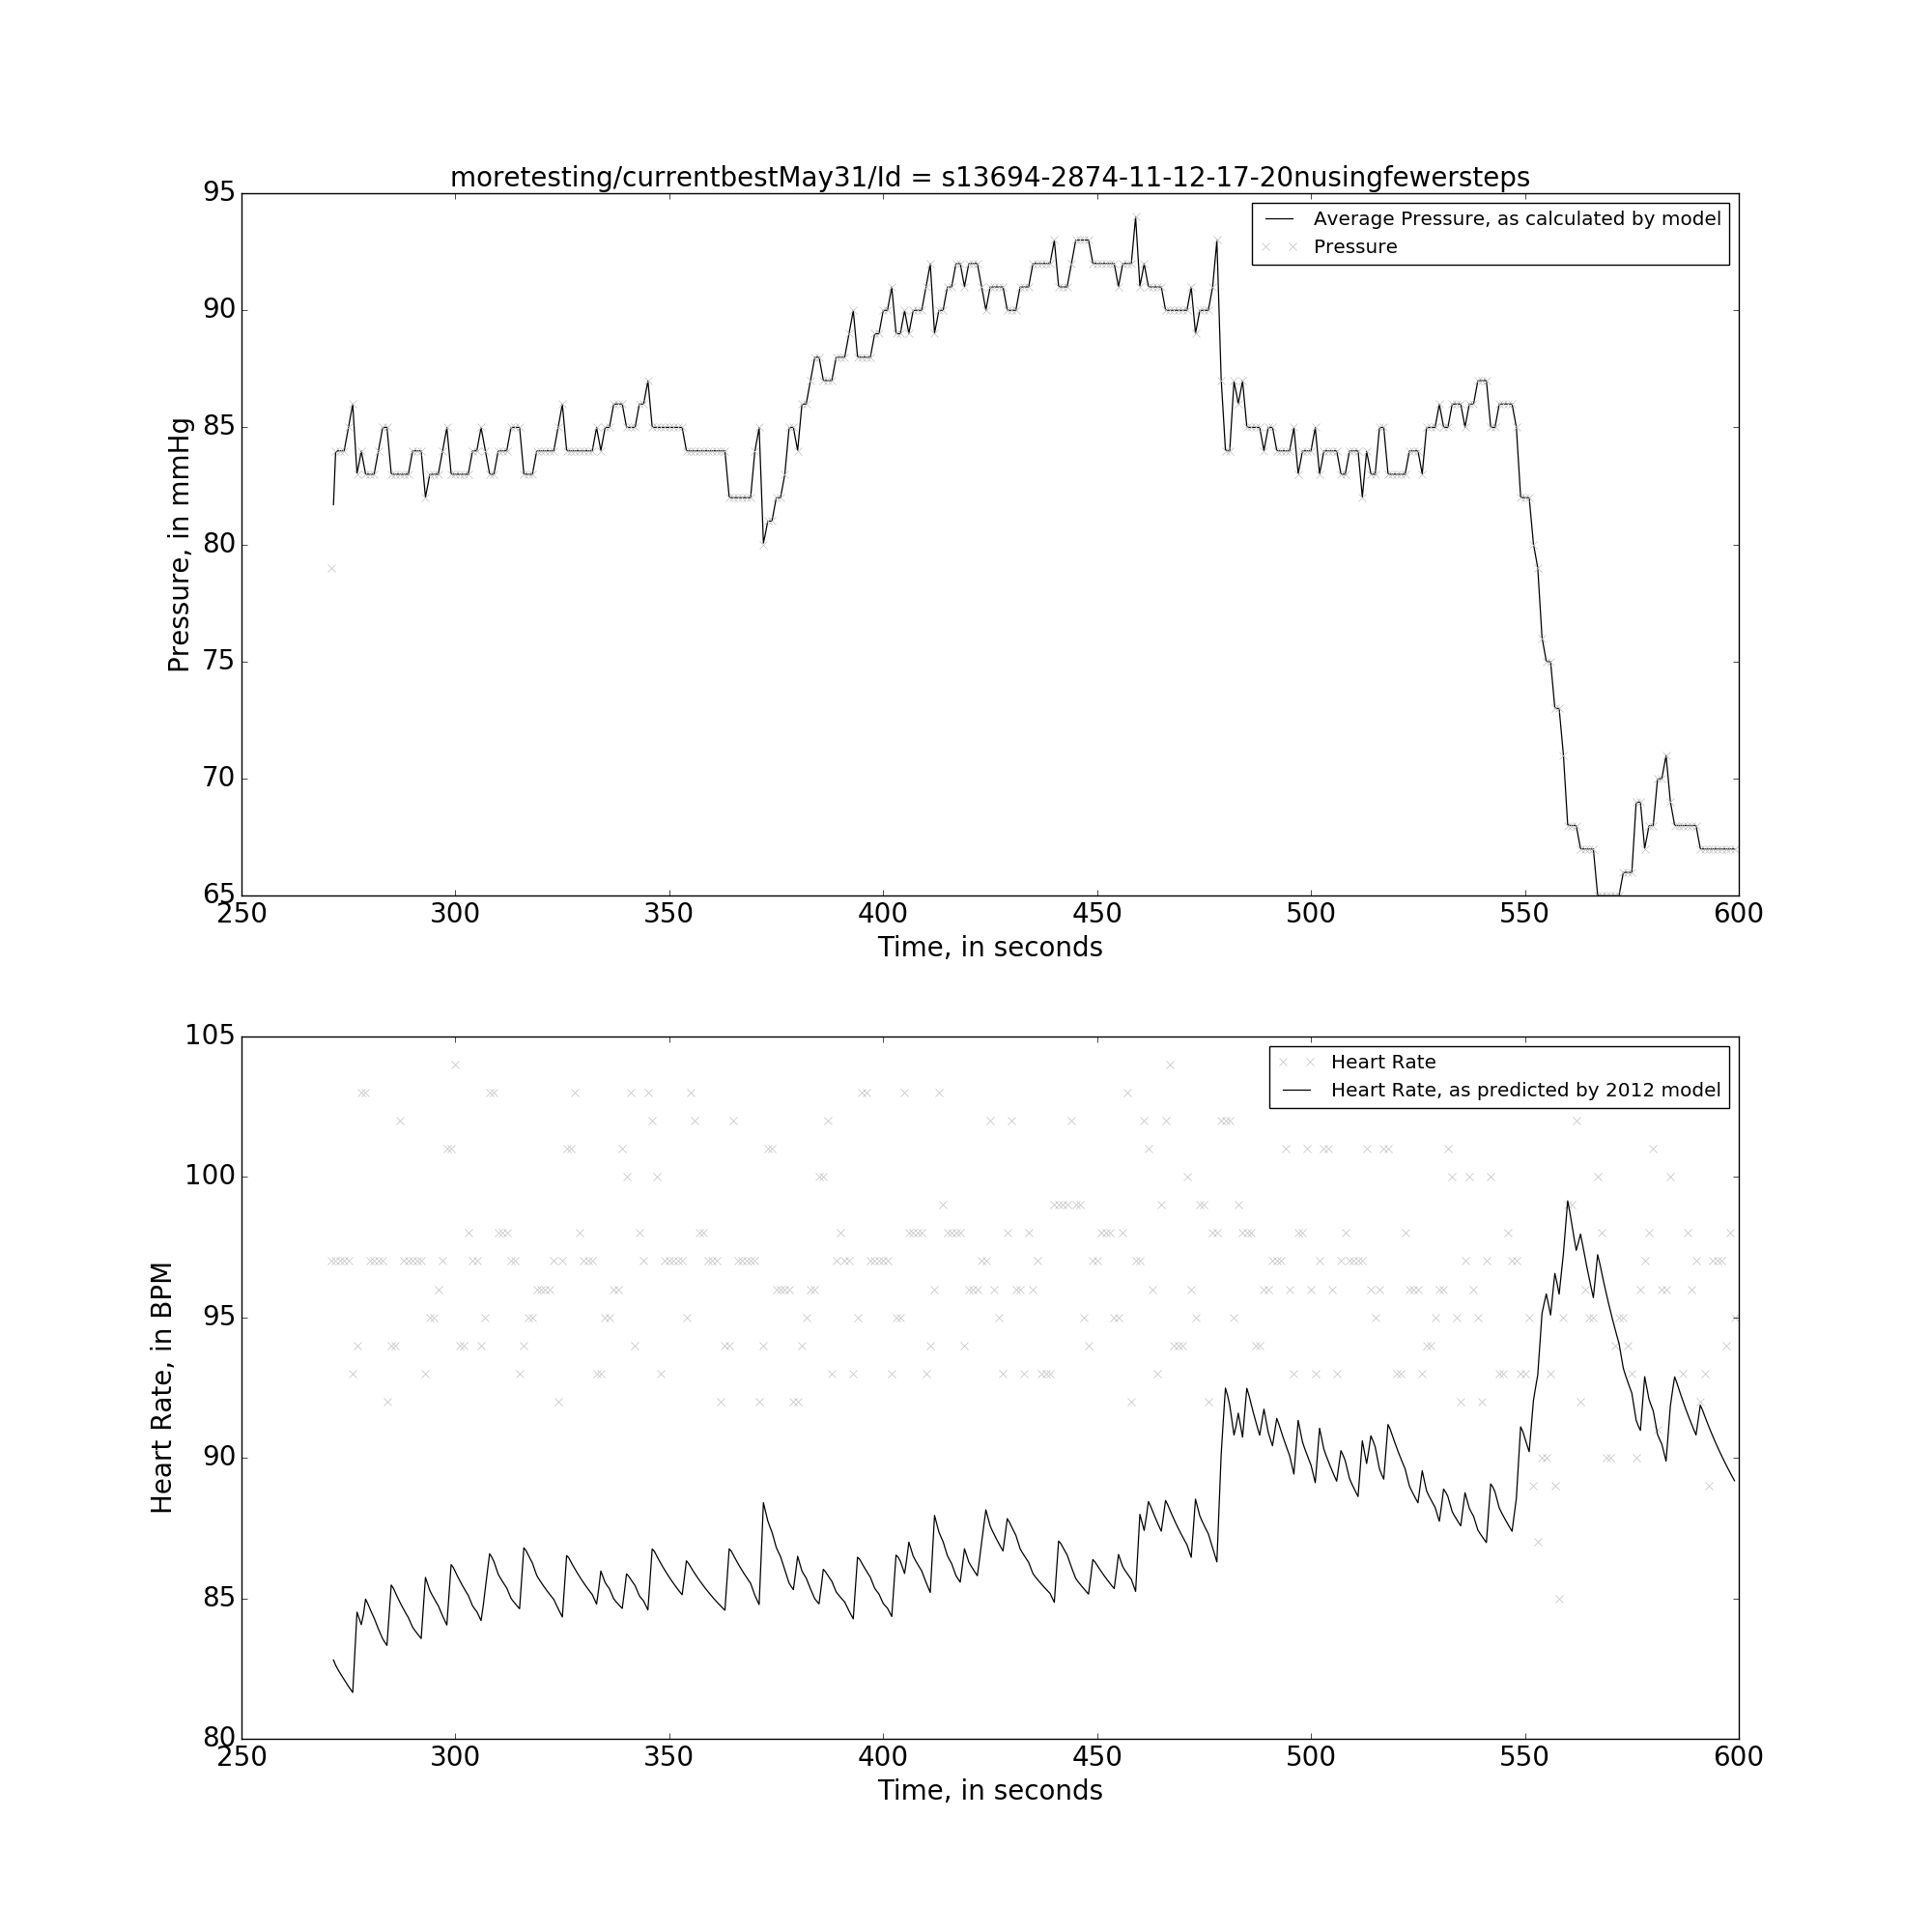 moretesting/currentbestMay31/Id = s13694-2874-11-12-17-20nusingfewersteps
95
90
85
80
75
70
65
Pressure, in mmHg
Average Pressure, as calculated by model
Pressure
250 300 350 400 450 500 550 600
Time, in seconds
105
100
95
90
85
80
Heart Rate, in BPM
Heart Rate
Heart Rate, as predicted by 2012 model
250 300 350 400 450 500 550 600
Time, in seconds